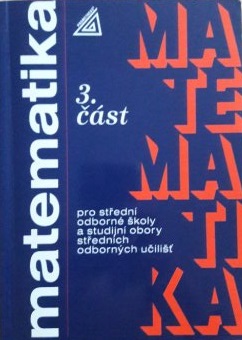 matematika
3.
část
pro střední
odborné školy
a studijní obory
středních
odborných učilišť
MA
TE
MA
TI
KA